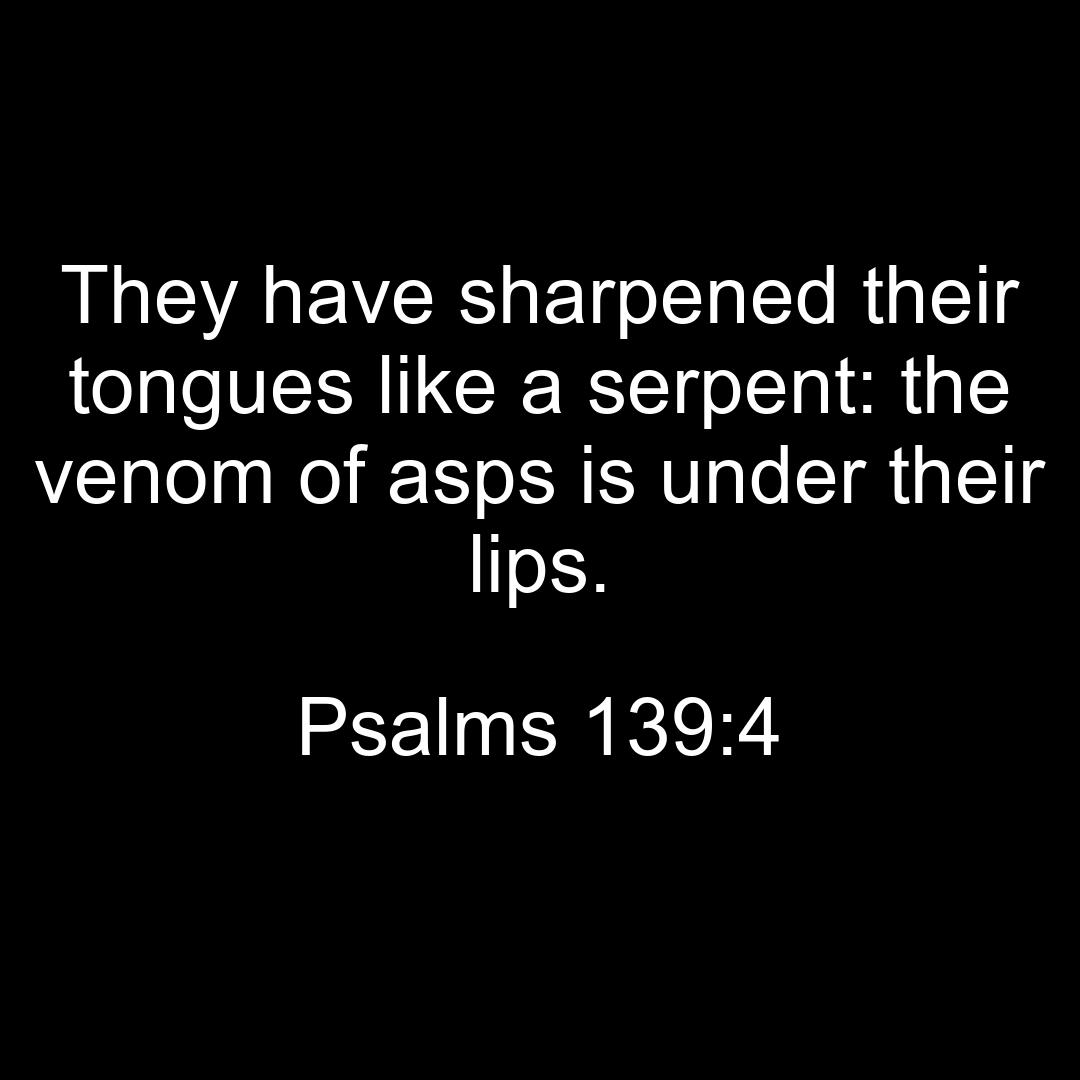 They have sharpened their
tongues like a serpent: the
venom of asps is under their
lips.
Psalms 139:4